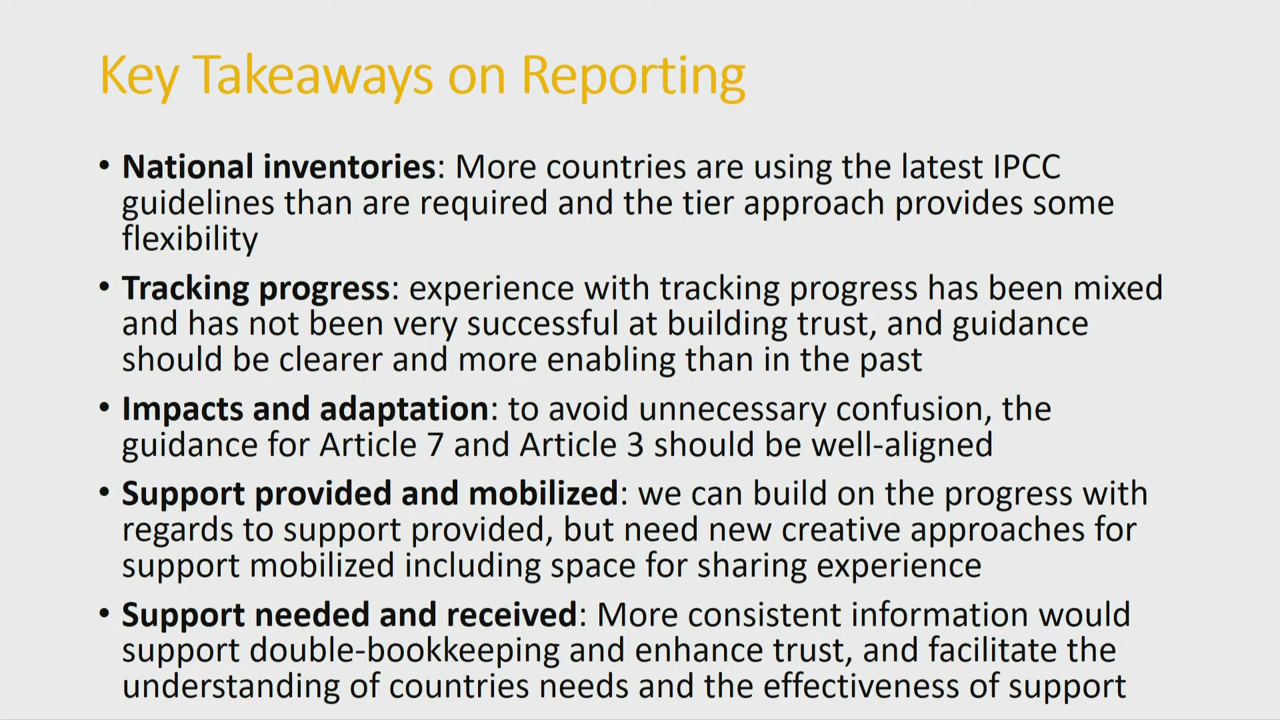 Key Takeaways on Reporting
• National inventories: More countries are using the latest IPCC
guidelines than are required and the tier approach provides some
flexibility
• Tracking progress: experience with tracking progress has been mixed
and has not been very successful at building trust, and guidance
should be clearer and more enabling than in the past
• Impacts and adaptation: to avoid unnecessary confusion, the
guidance for Article 7 and Article 3 should be well-aligned
• Support provided and mobilized: we can build on the progress with
regards to support provided, but need new creative approaches for
support mobilized including space for sharing experience
• Support needed and received: More consistent information would
support double-bookkeeping and enhance trust, and facilitate the
understanding of countries needs and the effectiveness of support